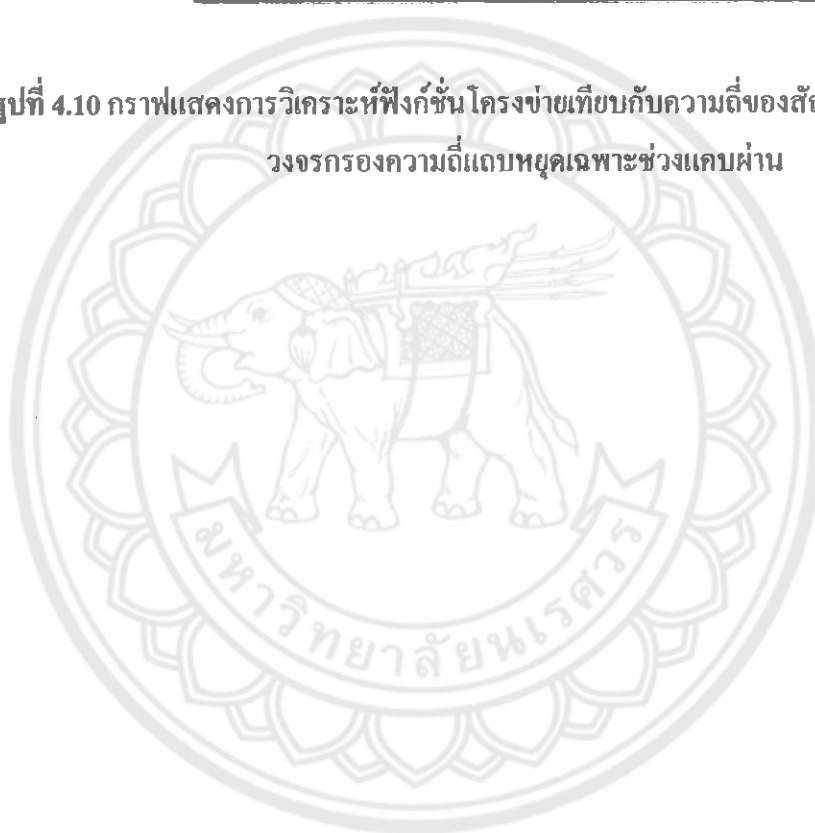 รูปที่ 4.10 กราฟแสดงการวิเคราะห์ฟังก์ชั่นโครงข่ายเทียบกับความถี่ของ
วงจรกรองความถี่แถบหยุดเฉพาะช่วงแคบผ่าน
มหาวิทยาลัยนเรศวร